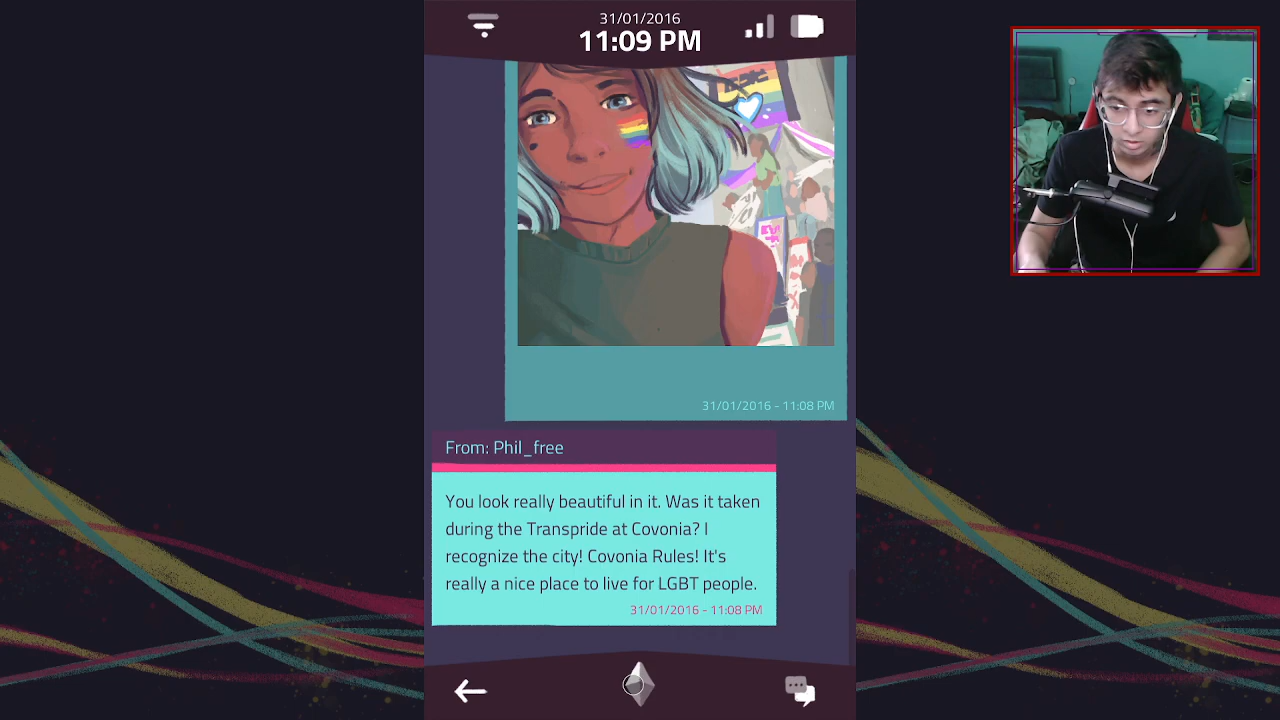 31/01/2016
11:09 PM
31/01/2016 - 11:08 PM
From: Phil_free
You look really beautiful in it. Was it taken
during the Transpride at Covonia? I
recognize the city! Covonia Rules! It's
really a nice place to live for LGBT people.
31/01/2016 - 11:08 PM